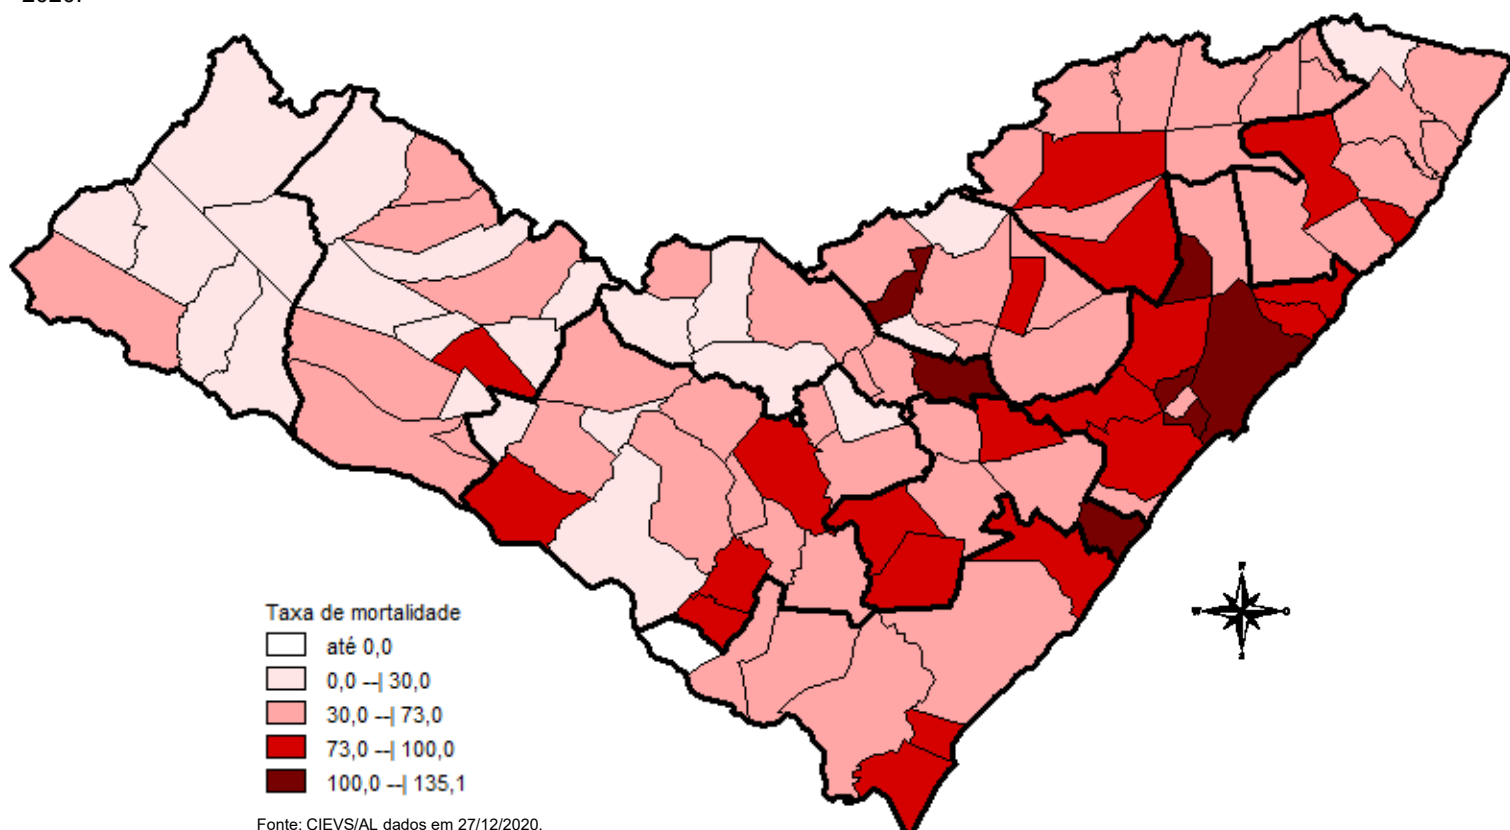 2020.
Taxa de mortalidade
até 0,0
0,0 --| 30,0
30,0 --| 73,0
73,0 --| 100,0
100,0 --| 135,1
Fonte: CIEVS/AL dados em 27/12/2020.